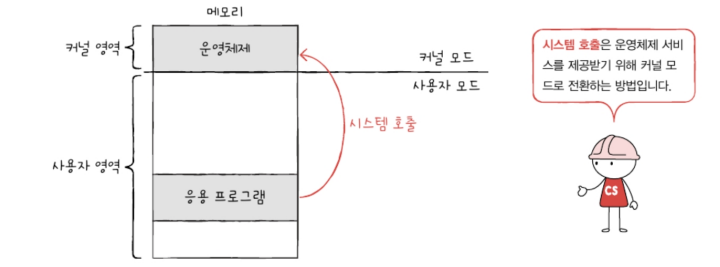 메모리
커널 영역
운영체제
커널 모드
사용자 모드
시스템 호출
사용자 영역
응용 프로그램
시스템 호출은 운영체제 서비
스를 제공받기 위해 커널 모
드로 전환하는 방법입니다.
CS